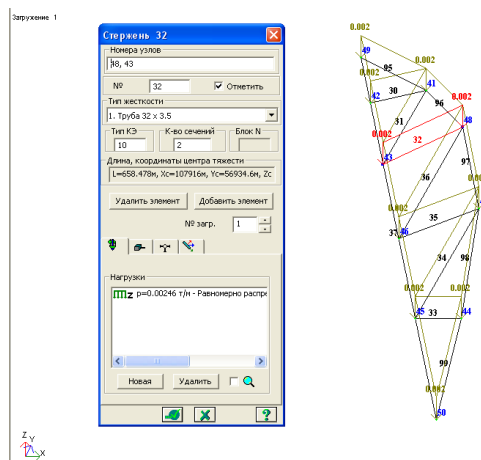 Загружение 1
Стержень 32
Номера узлов
48, 43
№ 32 Отметить
Тип жесткости
1. Труба 32 x 3.5
Тип КЭ К-во сечений Блок N
10 2
Длина, координаты центра тяжести
L=658.478м, Xc=107916м, Yc=56934.6м, Zc
Удалить элемент Добавить элемент
№ загр. 1
Нагрузки
z p=0.00246 т/м - Равномерно распре
Новая Удалить
?
0.002
49
95
0.002
0.002
41
42
30
96
0.002
31
48
0.002
32
43
97
36
0.002
0.002
35
37
46
34
98
0.002
0.002
45
33
44
99
0.002
50
Z
Y
X